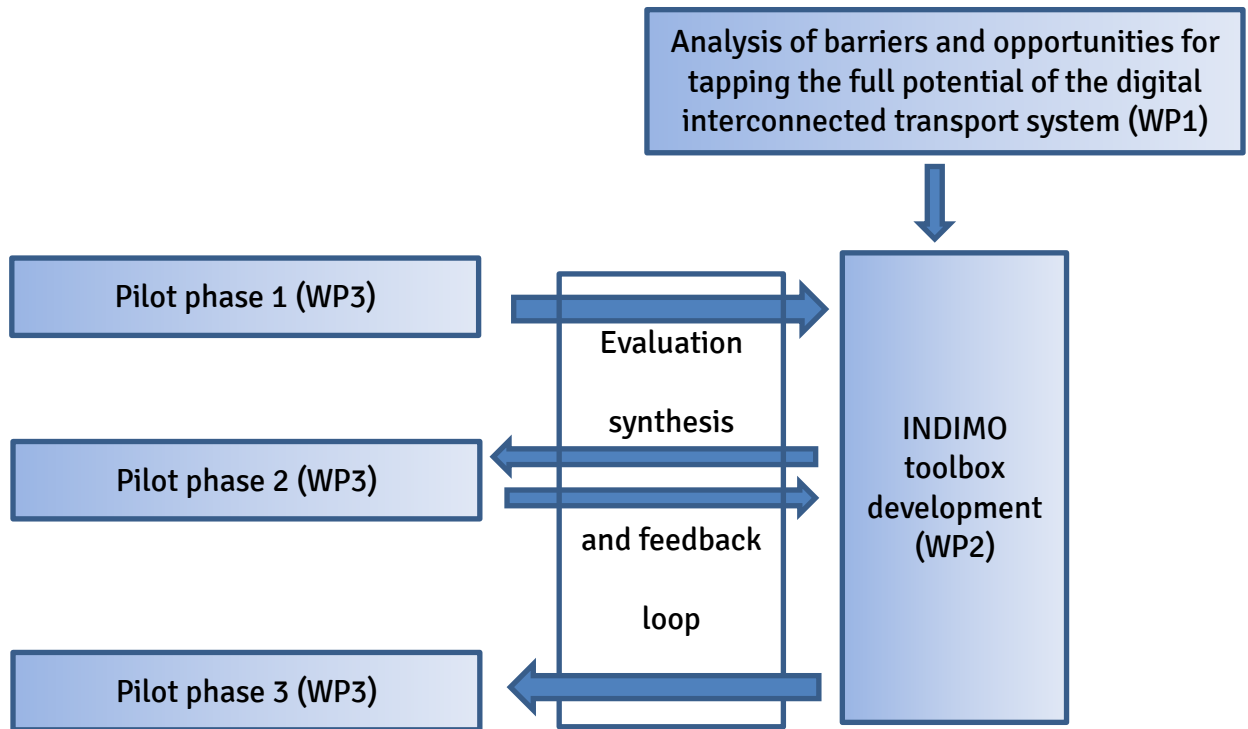 Analysis of barriers and opportunities for
tapping the full potential of the digital
interconnected transport system (WP1)
Pilot phase 1 (WP3)
Evaluation
synthesis
Pilot phase 2 (WP3)
and feedback
loop
Pilot phase 3 (WP3)
INDIMO
toolbox
development
(WP2)